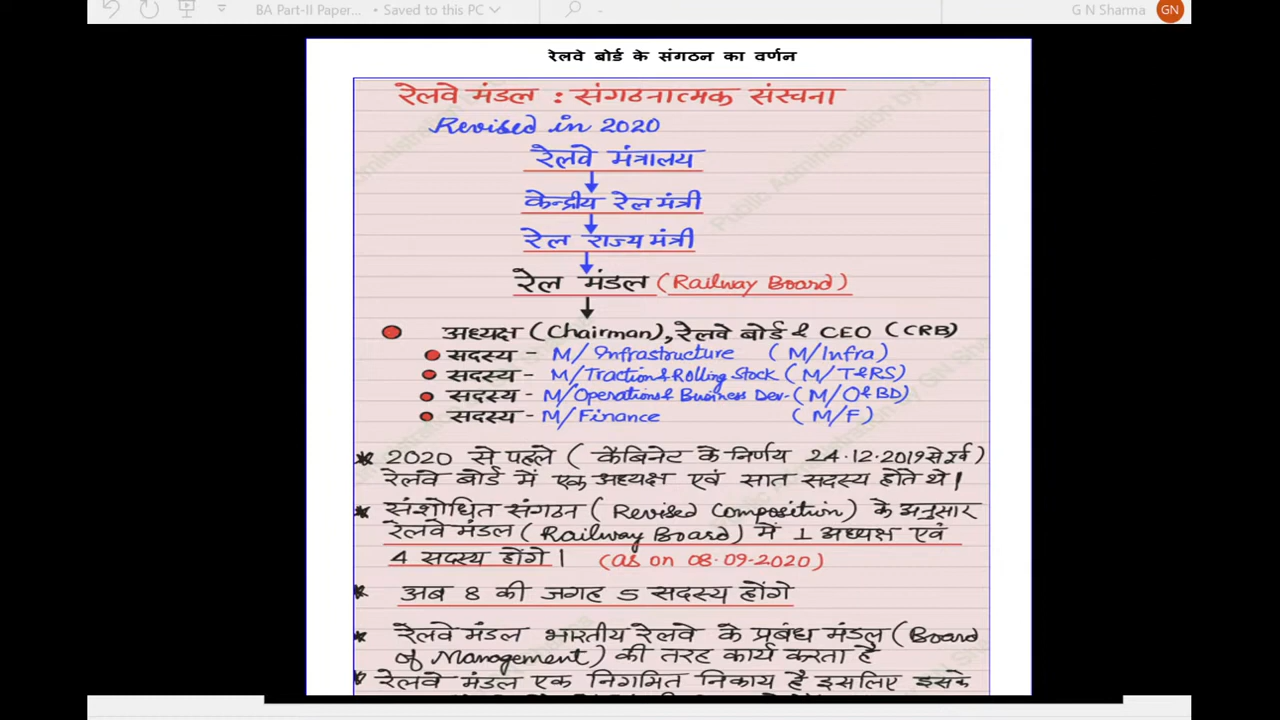 BA Part-II Paper... • Saved to this PC
G N Sharma GN
रेलवे बोर्ड के संगठन का वर्णन
रेलवे मंडल : संगठनात्मक संरचना
Revised in 2020
रेलवे मंत्रालय
केन्द्रीय रेल मंत्री
रेल राज्य मंत्री
रेल मंडल (Railway Board)
अध्यक्ष (Chairman), रेलवे बोर्ड & CEO (CRB)
सदस्य - M/Infrastructure (M/Infra)
सदस्य - M/Traction & Rolling Stock (M/T&RS)
सदस्य - M/Operations & Business Dev. (M/O&BD)
सदस्य - M/Finance (M/F)
* 2020 से पहले ( कैबिनेट के निर्णय 24.12.2019 से पूर्व)
रेलवे बोर्ड में एक अध्यक्ष एवं सात सदस्य होते थे।
* संशोधित संगठन (Revised Composition) के अनुसार
रेलवे मंडल (Railway Board) में 1 अध्यक्ष एवं
4 सदस्य होंगे। (as on 08.09.2020)
* अब 8 की जगह 5 सदस्य होंगे
* रेलवे मंडल भारतीय रेलवे के प्रबंध मंडल (Board
of Management) की तरह कार्य करता है
* रेलवे मंडल एक निगमित निकाय है इसलिए इसके